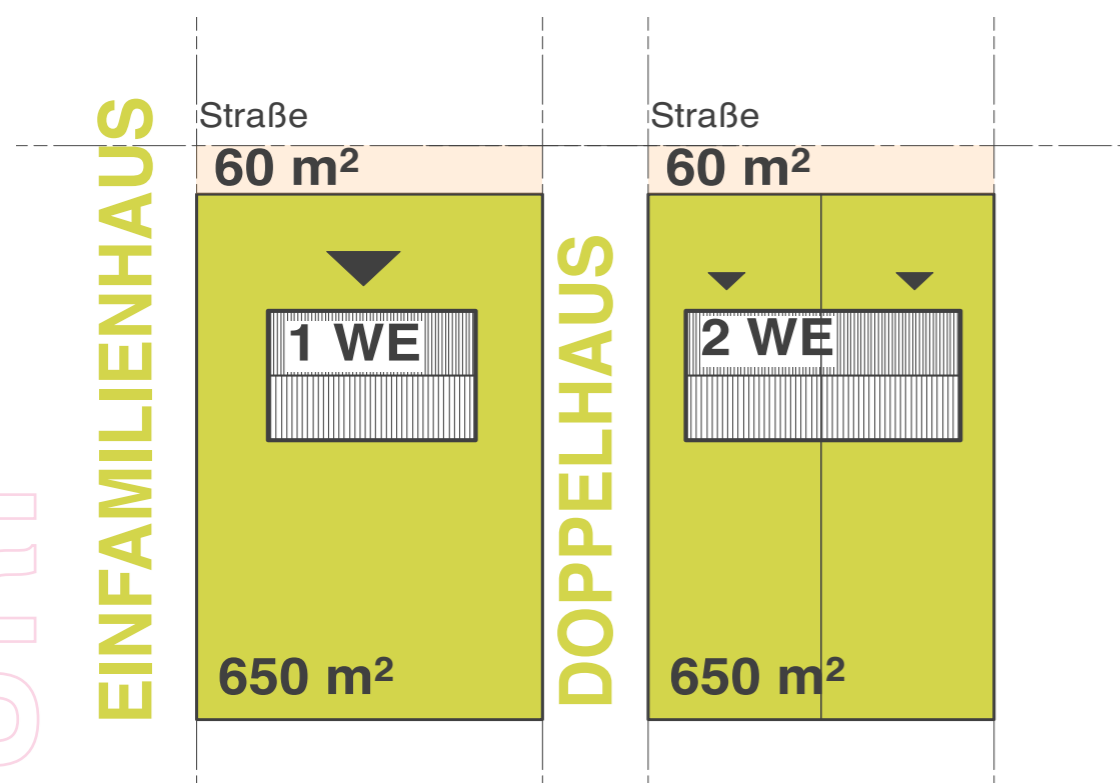 EINFAMILIENHAUS
Straße
60 m²
1 WE
650 m²
DOPPELHAUS
Straße
60 m²
2 WE
650 m²